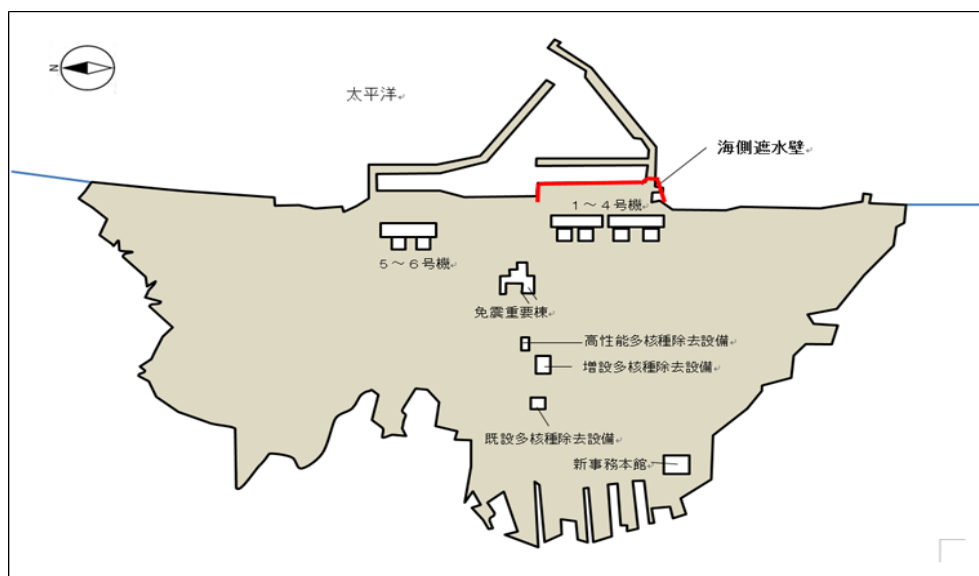 N
太平洋
海側遮水壁
1～4号機
5～6号機
免震重要棟
高性能多核種除去設備
増設多核種除去設備
既設多核種除去設備
新事務本館